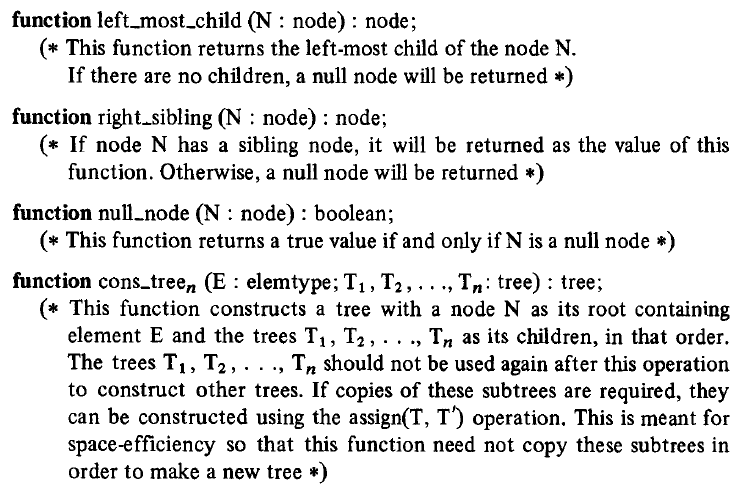 function left_most_child (N : node) : node;
(* This function returns the left-most child of the node N.
If there are no children, a null node will be returned *)
function right_sibling (N : node) : node;
(* If node N has a sibling node, it will be returned as the value of this
function. Otherwise, a null node will be returned *)
function null_node (N : node) : boolean;
(* This function returns a true value if and only if N is a null node *)
function cons_treeₙ (E : elemtype; T₁, T₂, . . ., Tₙ: tree) : tree;
(* This function constructs a tree with a node N as its root containing
element E and the trees T₁, T₂, . . ., Tₙ as its children, in that order.
The trees T₁, T₂, . . ., Tₙ should not be used again after this operation
to construct other trees. If copies of these subtrees are required, they
can be constructed using the assign(T, T′) operation. This is meant for
space-efficiency so that this function need not copy these subtrees in
order to make a new tree *)